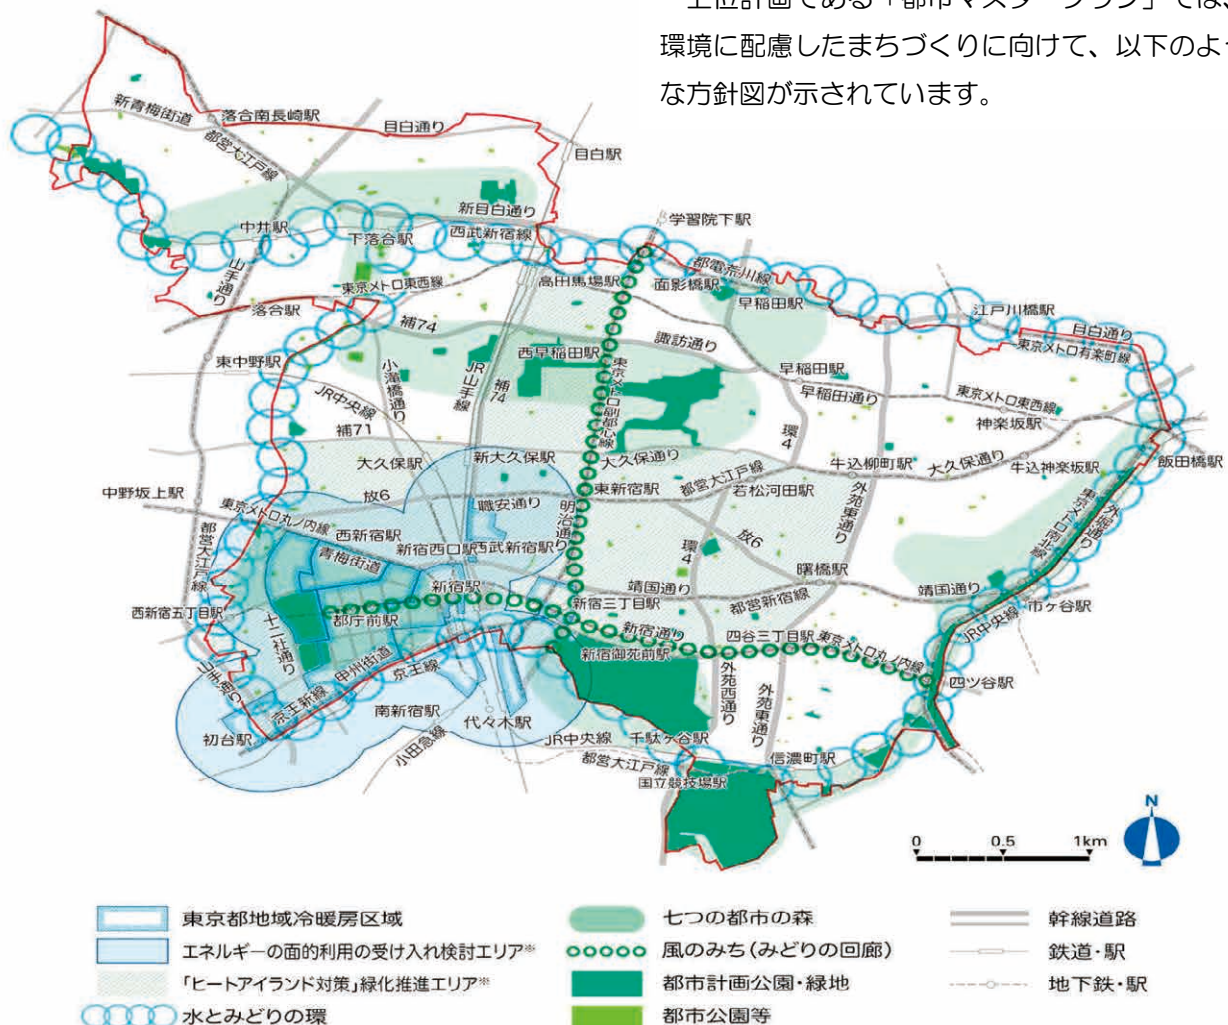 上位計画である「都市マスタープラン」では、
環境に配慮したまちづくりに向けて、以下のよう
な方針図が示されています。
新青梅街道
落合南長崎駅
目白通り
都営大江戸線
目白駅
新目白通り
学習院下駅
中井駅
下落合駅
西武新宿線
都電荒川線
山手通り
東京メトロ東西線
高田馬場駅
面影橋駅
早稲田駅
江戸川橋駅
落合駅
目白通り
補74
諏訪通り
東京メトロ有楽町線
西早稲田駅
東中野駅
小滝橋通り
JR山手線
補74
東京メトロ副都心線
早稲田駅
早稲田通り
東京メトロ東西線
JR中央線
神楽坂駅
補71
環4
大久保駅
新大久保駅
大久保通り
牛込柳町駅
大久保通り
牛込神楽坂駅
飯田橋駅
都営大江戸線
中野坂上駅
放6
職安通り
東新宿駅
若松河田駅
外苑東通り
外堀通り
東京メトロ南北線
東京メトロ丸ノ内線
西新宿駅
明治通り
放6
都営大江戸線
青梅街道
新宿西口駅
西武新宿駅
環4
曙橋駅
新宿駅
靖国通り
靖国通り
西新宿五丁目駅
都庁前駅
新宿三丁目駅
都営新宿線
市ヶ谷駅
十二社通り
新宿通り
四谷三丁目駅
東京メトロ丸ノ内線
JR中央線
新宿御苑前駅
甲州街道
京王線
四ツ谷駅
山手通り
京王新線
外苑西通り
外苑東通り
南新宿駅
代々木駅
初台駅
小田急線
JR中央線
千駄ケ谷駅
信濃町駅
都営大江戸線
国立競技場駅
N
0 0.5 1km
東京都地域冷暖房区域
エネルギーの面的利用の受け入れ検討エリア※
「ヒートアイランド対策」緑化推進エリア※
水とみどりの環
七つの都市の森
風のみち（みどりの回廊）
都市計画公園・緑地
都市公園等
幹線道路
鉄道・駅
地下鉄・駅